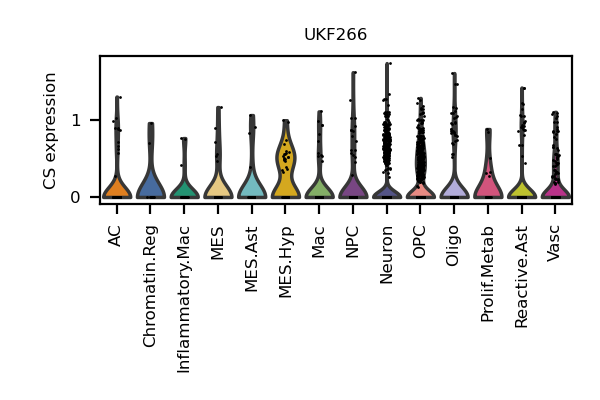 UKF266
CS expression
1
0
AC
Chromatin.Reg
Inflammatory.Mac
MES
MES.Ast
MES.Hyp
Mac
NPC
Neuron
OPC
Oligo
Prolif.Metab
Reactive.Ast
Vasc